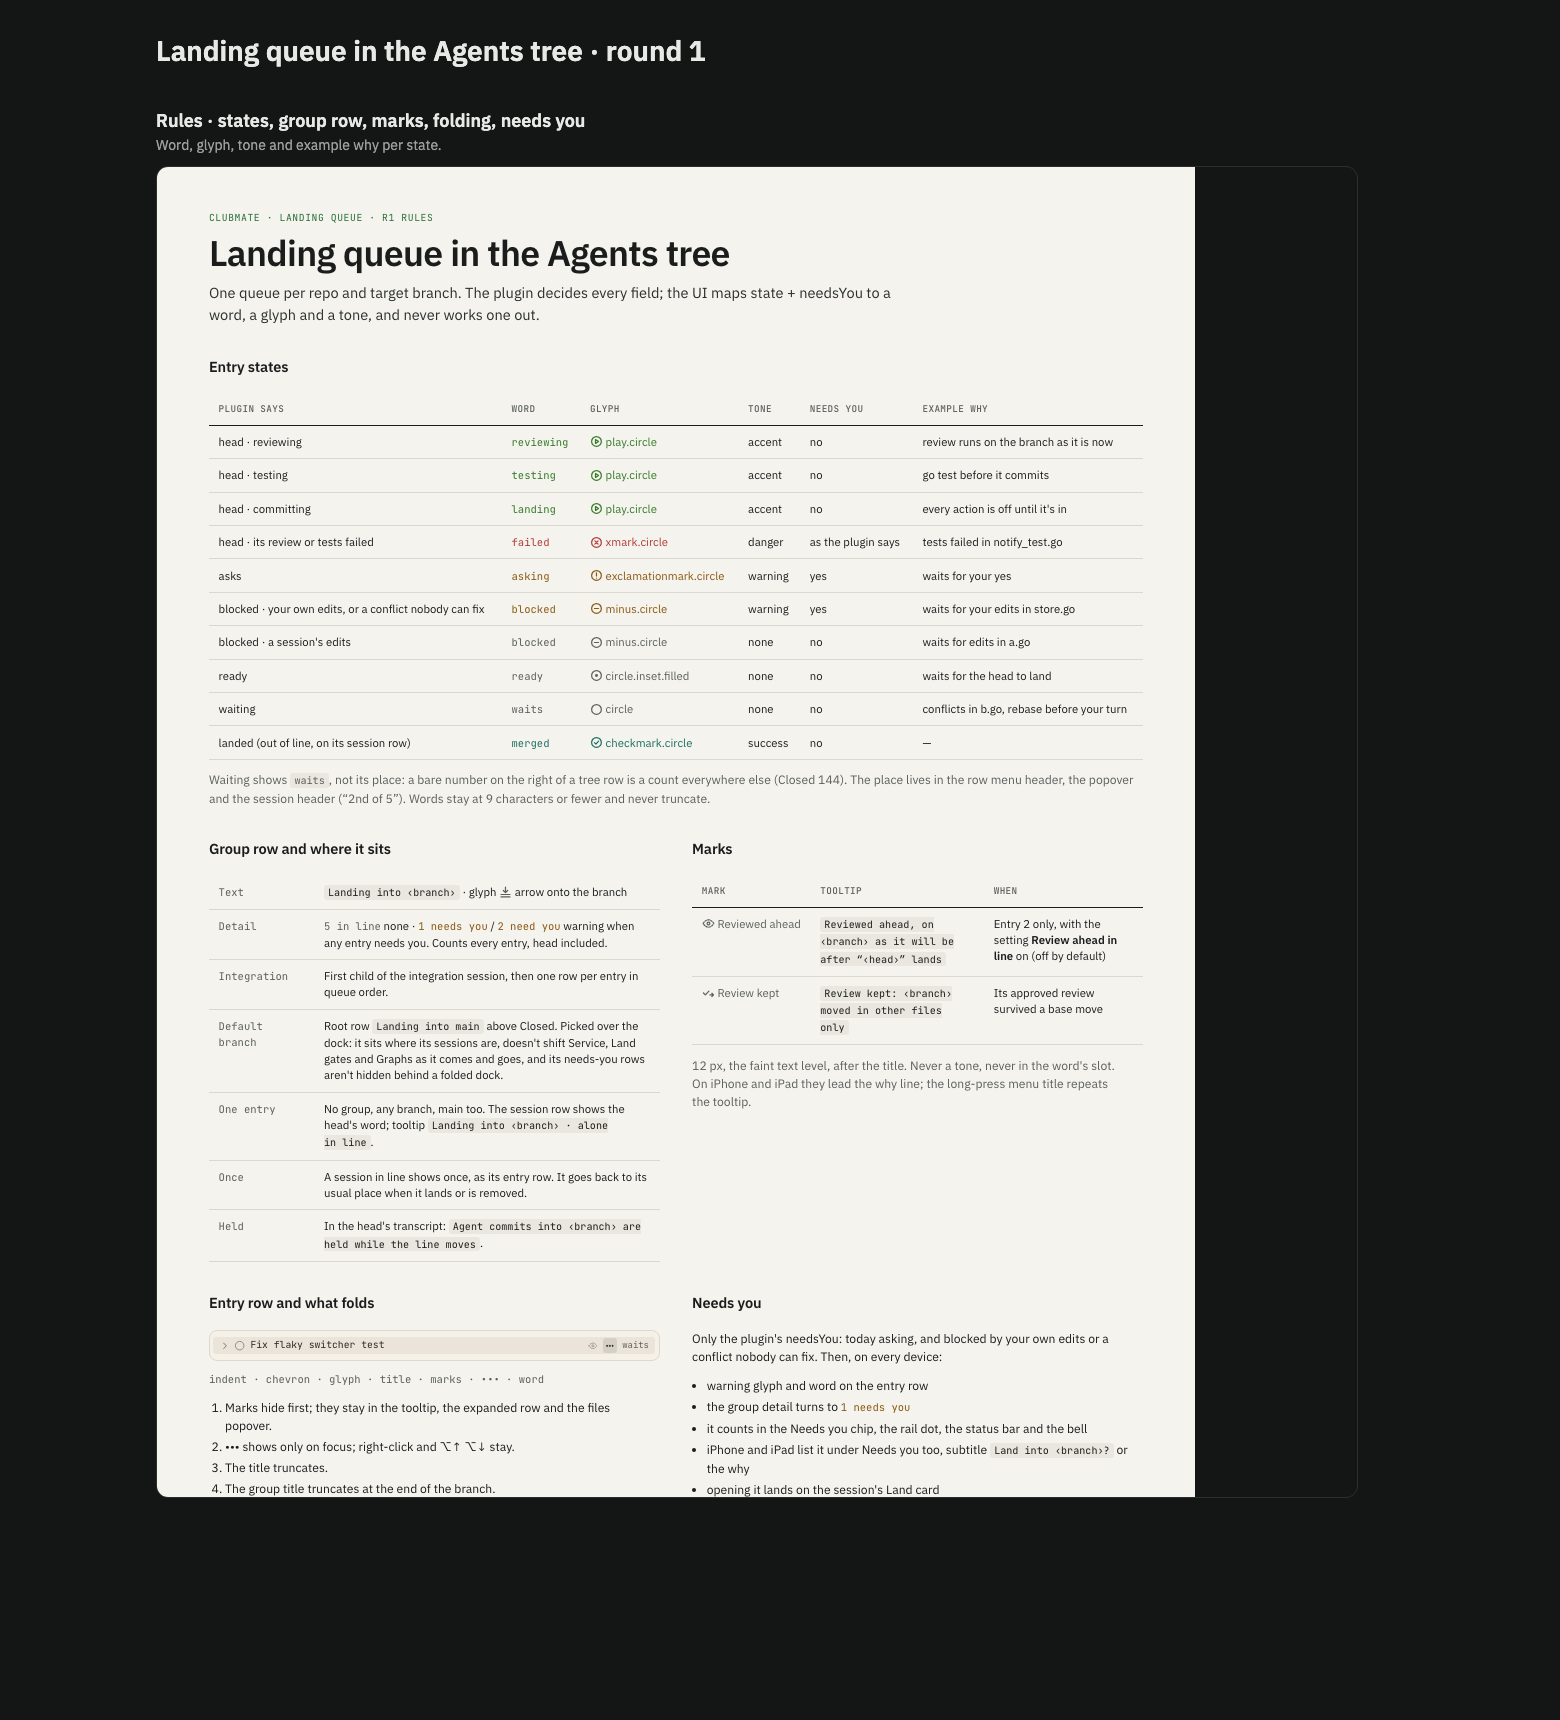 Landing queue in the Agents tree · round 1
Rules · states, group row, marks, folding, needs you
Word, glyph, tone and example why per state.
CLUBMATE · LANDING QUEUE · R1 RULES
Landing queue in the Agents tree
One queue per repo and target branch. The plugin decides every field; the UI maps state + needsYou to a
word, a glyph and a tone, and never works one out.
Entry states
PLUGIN SAYS WORD GLYPH TONE NEEDS YOU EXAMPLE WHY
head · reviewing reviewing play.circle accent no review runs on the branch as it is now
head · testing testing play.circle accent no go test before it commits
head · committing landing play.circle accent no every action is off until it's in
head · its review or tests failed failed xmark.circle danger as the plugin says tests failed in notify_test.go
asks asking exclamationmark.circle warning yes waits for your yes
blocked · your own edits, or a conflict nobody can fix blocked minus.circle warning yes waits for your edits in store.go
blocked · a session's edits blocked minus.circle none no waits for edits in a.go
ready ready circle.inset.filled none no waits for the head to land
waiting waits circle none no conflicts in b.go, rebase before your turn
landed (out of line, on its session row) merged checkmark.circle success no —
Waiting shows waits, not its place: a bare number on the right of a tree row is a count everywhere else (Closed 144). The place lives in the row menu header, the popover
and the session header (“2nd of 5”). Words stay at 9 characters or fewer and never truncate.
Group row and where it sits
Text Landing into ‹branch› · glyph arrow onto the branch
Detail 5 in line none · 1 needs you / 2 need you warning when
any entry needs you. Counts every entry, head included.
Integration First child of the integration session, then one row per entry in
queue order.
Default Root row Landing into main above Closed. Picked over the
branch dock: it sits where its sessions are, doesn't shift Service, Land
gates and Graphs as it comes and goes, and its needs-you rows
aren't hidden behind a folded dock.
One entry No group, any branch, main too. The session row shows the
head's word; tooltip Landing into ‹branch› · alone
in line.
Once A session in line shows once, as its entry row. It goes back to its
usual place when it lands or is removed.
Held In the head's transcript: Agent commits into ‹branch› are
held while the line moves.
Marks
MARK TOOLTIP WHEN
Reviewed ahead Reviewed ahead, on Entry 2 only, with the
‹branch› as it will be setting Review ahead in
after “‹head›” lands line on (off by default)
Review kept Review kept: ‹branch› Its approved review
moved in other files survived a base move
only
12 px, the faint text level, after the title. Never a tone, never in the word's slot.
On iPhone and iPad they lead the why line; the long-press menu title repeats
the tooltip.
Entry row and what folds
Fix flaky switcher test ••• waits
indent · chevron · glyph · title · marks · ••• · word
1. Marks hide first; they stay in the tooltip, the expanded row and the files
popover.
2. ••• shows only on focus; right-click and ⌥↑ ⌥↓ stay.
3. The title truncates.
4. The group title truncates at the end of the branch.
Needs you
Only the plugin's needsYou: today asking, and blocked by your own edits or a
conflict nobody can fix. Then, on every device:
• warning glyph and word on the entry row
• the group detail turns to 1 needs you
• it counts in the Needs you chip, the rail dot, the status bar and the bell
• iPhone and iPad list it under Needs you too, subtitle Land into ‹branch›? or
the why
• opening it lands on the session's Land card